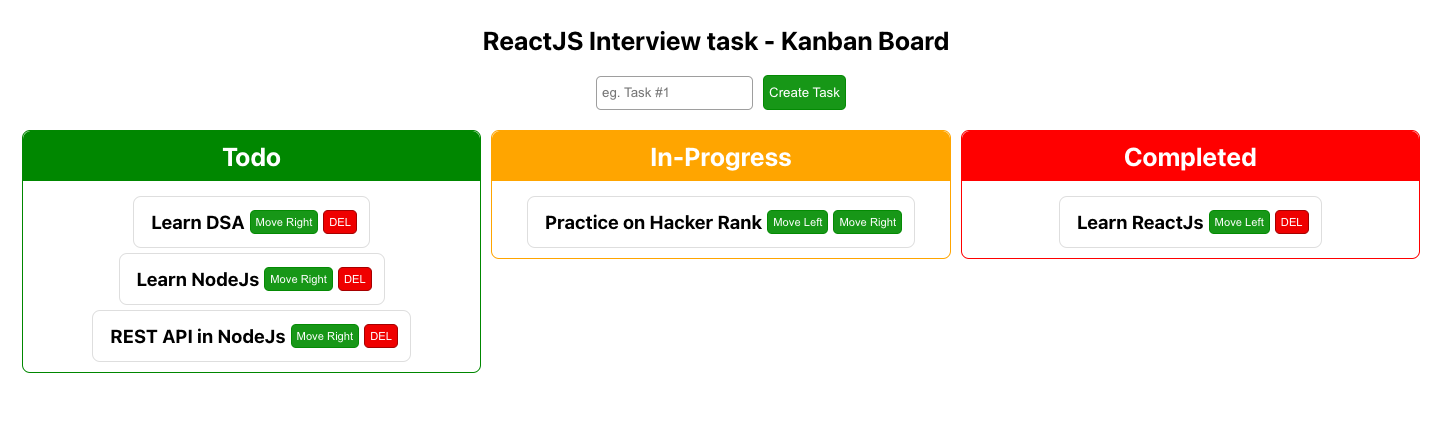 ReactJS Interview task - Kanban Board
eg. Task #1 Create Task
Todo
Learn DSA Move Right DEL
Learn NodeJs Move Right DEL
REST API in NodeJs Move Right DEL
In-Progress
Practice on Hacker Rank Move Left Move Right
Completed
Learn ReactJs Move Left DEL